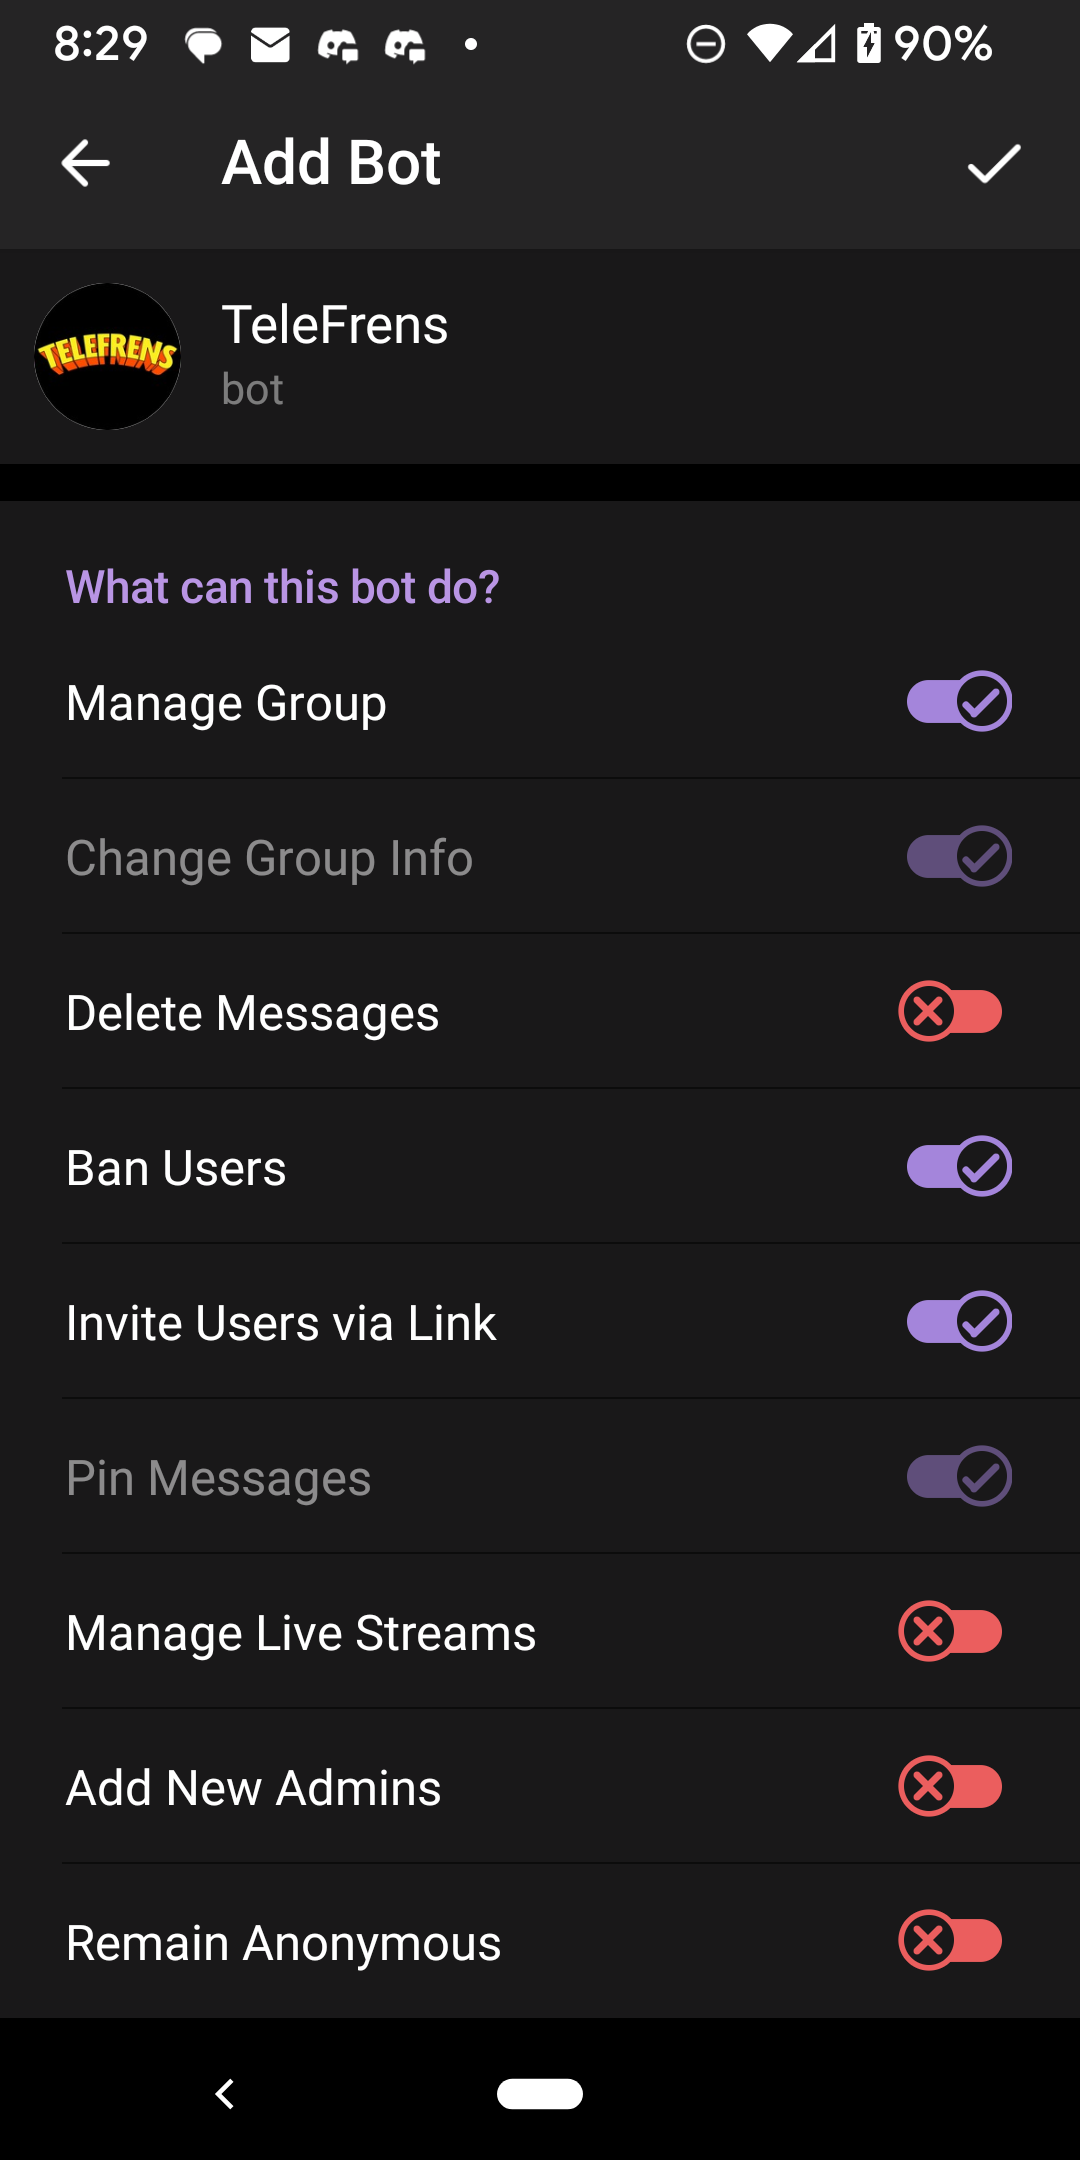 8:29
90%
Add Bot
TELEFRENS
TeleFrens
bot
What can this bot do?
Manage Group
Change Group Info
Delete Messages
Ban Users
Invite Users via Link
Pin Messages
Manage Live Streams
Add New Admins
Remain Anonymous